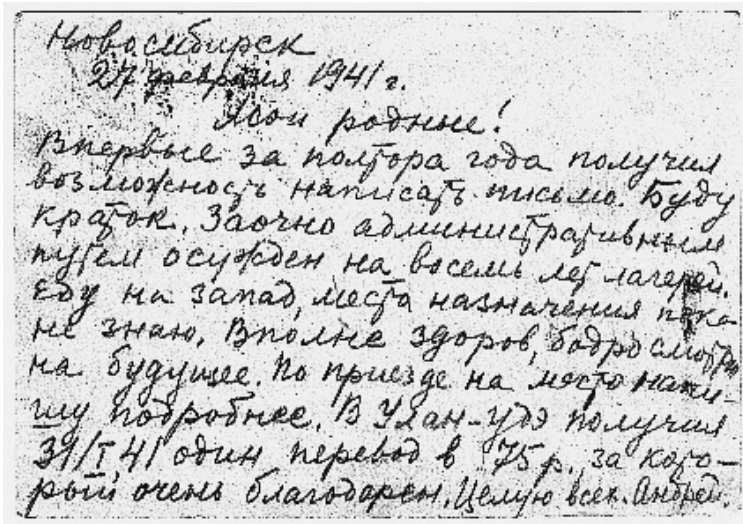 Новосибирск
27 февраля 1941 г.
Мои родные!
Впервые за полтора года получил
возможность написать письмо. Буду
краток. Заочно административным
путем осужден на восемь лет лагерей.
Еду на запад, места назначения пока
не знаю. Вполне здоров, бодро смотрю
на будущее. По приезде на место напи-
шу подробнее. В Улан-Удэ получил
31/I 41 один перевод в 75 р., за кото-
рый очень благодарен. Целую всех. Андрей.